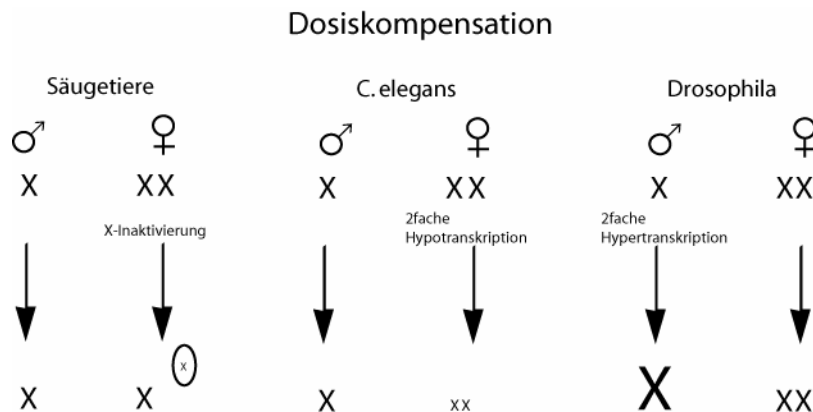 Dosiskompensation
Säugetiere
C. elegans
Drosophila
♂ ♀ ♂ ♀ ♂ ♀
X XX X XX X XX
X-Inaktivierung
2fache
Hypotranskription
2fache
Hypertranskription
x
X X X xx X XX